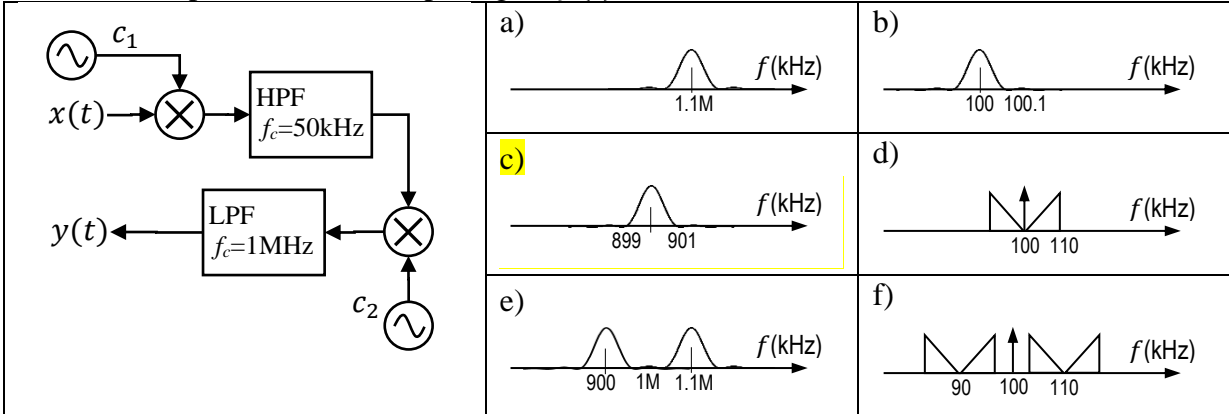 c₁
x(t)
HPF
f_c=50kHz
LPF
f_c=1MHz
y(t)
c₂
a)
f(kHz)
1.1M
b)
f(kHz)
100 100.1
c)
f(kHz)
899 901
d)
f(kHz)
100 110
e)
f(kHz)
900 1M 1.1M
f)
f(kHz)
90 100 110